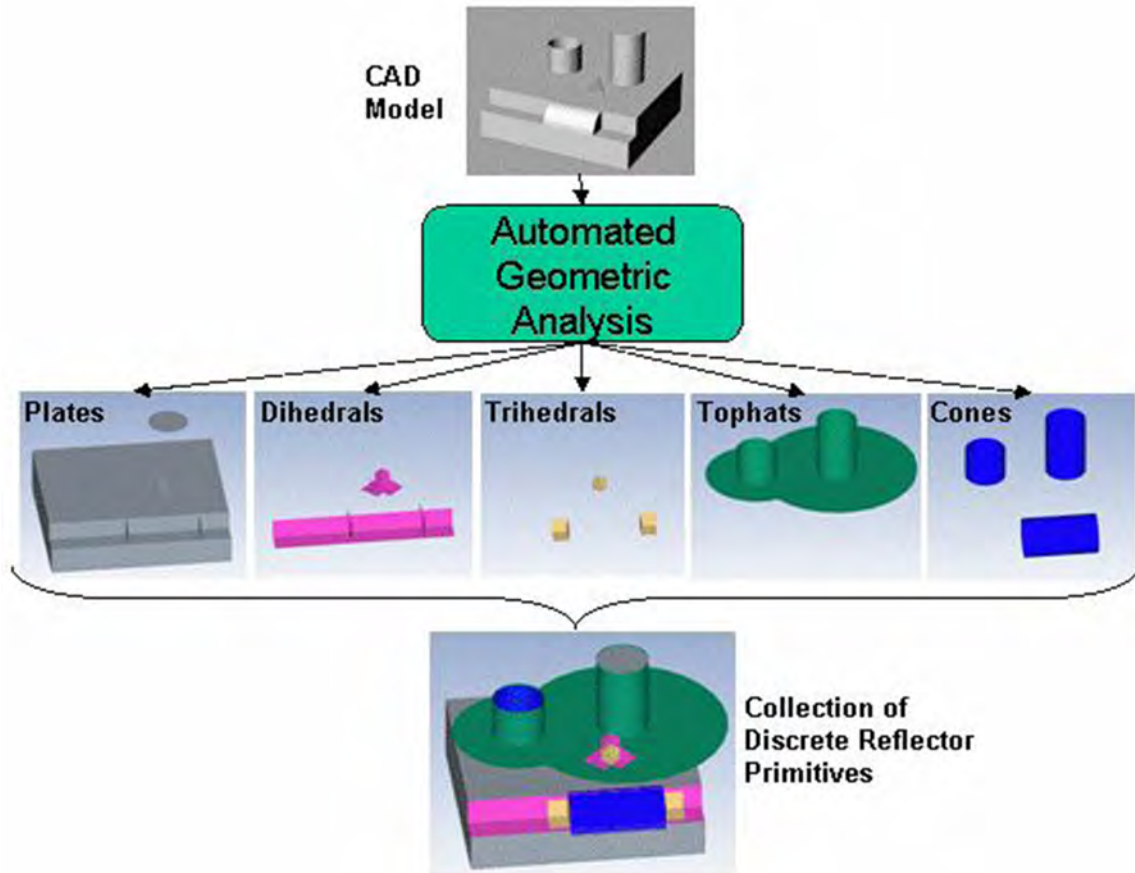 CAD
Model
Automated
Geometric
Analysis
Plates
Dihedrals
Trihedrals
Tophats
Cones
Collection of
Discrete Reflector
Primitives